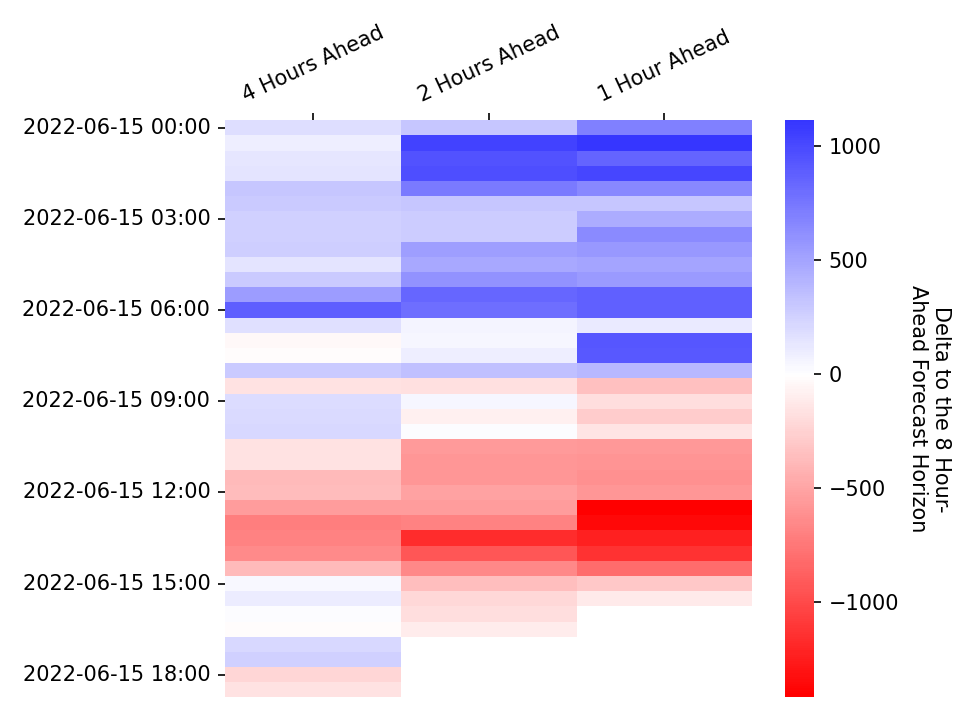 4 Hours Ahead
2 Hours Ahead
1 Hour Ahead
2022-06-15 00:00
2022-06-15 03:00
2022-06-15 06:00
2022-06-15 09:00
2022-06-15 12:00
2022-06-15 15:00
2022-06-15 18:00
1000
500
0
−500
−1000
Delta to the 8 Hour-
Ahead Forecast Horizon